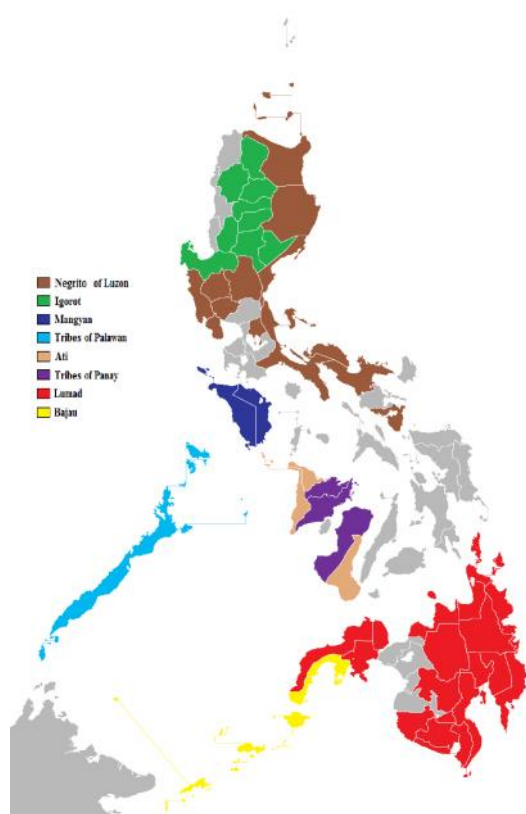 Negrito of Luzon
Igorot
Mangyan
Tribes of Palawan
Ati
Tribes of Panay
Lumad
Bajau